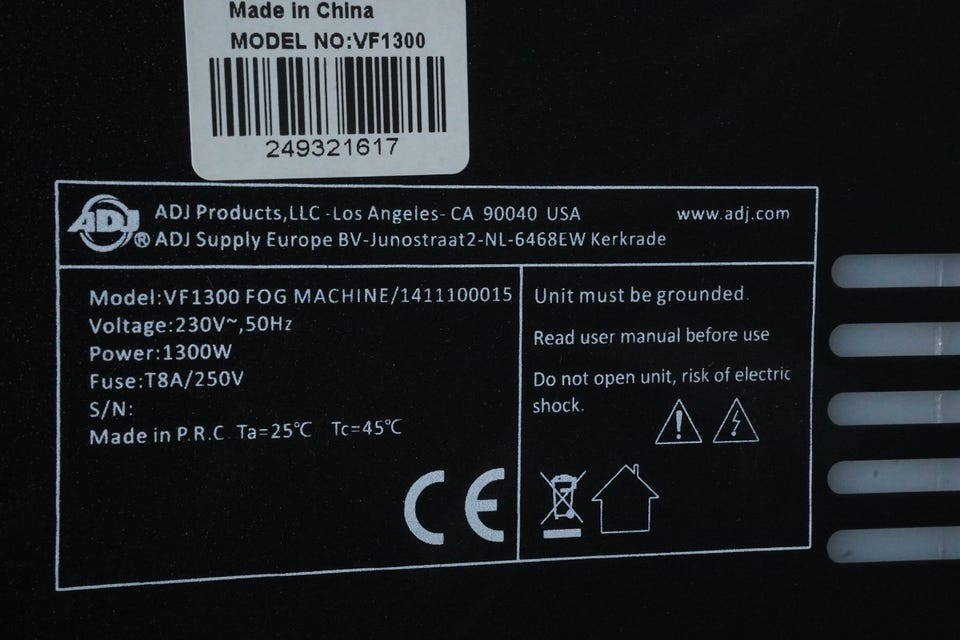 Made in China
MODEL NO:VF1300
249321617
ADJ®
ADJ Products,LLC -Los Angeles- CA 90040 USA
www.adj.com
ADJ Supply Europe BV-Junostraat2-NL-6468EW Kerkrade
Model:VF1300 FOG MACHINE/1411100015
Voltage:230V~,50Hz
Power:1300W
Fuse:T8A/250V
S/N:
Made in P.R.C Ta=25℃ Tc=45℃
CE
Unit must be grounded.
Read user manual before use
Do not open unit, risk of electric
shock.